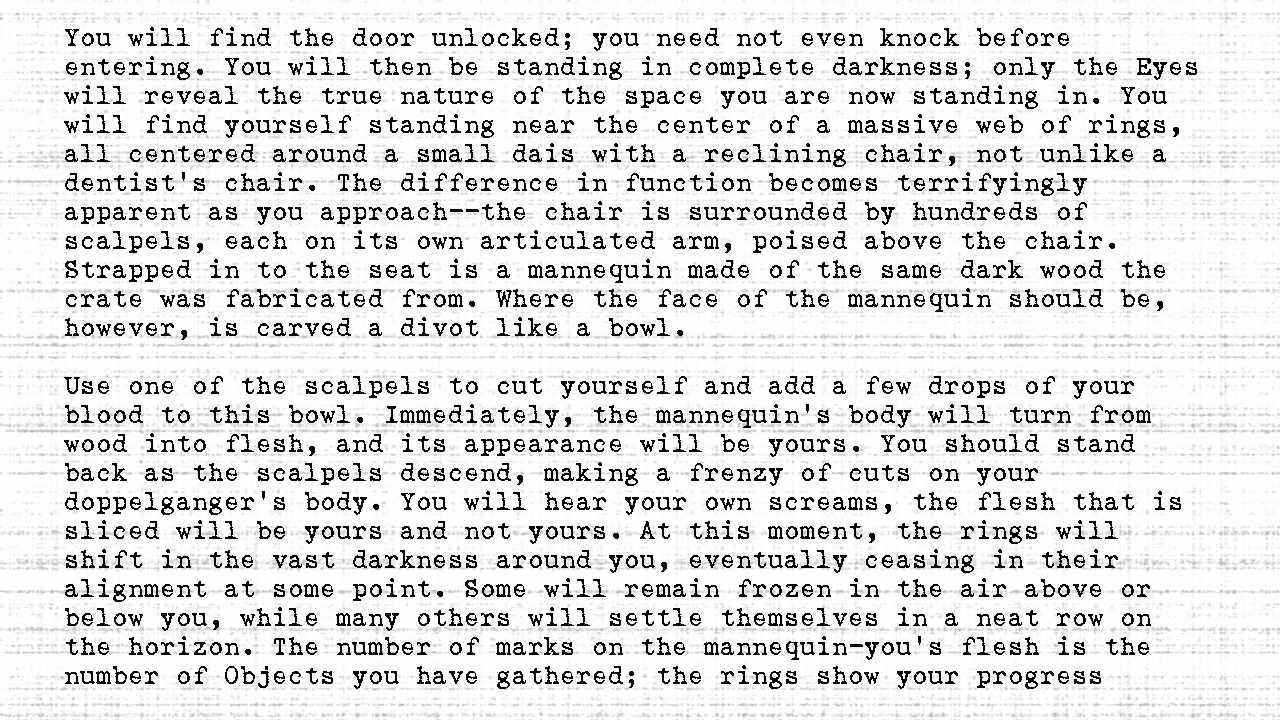 You will find the door unlocked; you need not even knock before
entering. You will then be standing in complete darkness; only the Eyes
will reveal the true nature of the space you are now standing in. You
will find yourself standing near the center of a massive web of rings,
all centered around a small dais with a reclining chair, not unlike a
dentist's chair. The difference in function becomes terrifyingly
apparent as you approach--the chair is surrounded by hundreds of
scalpels, each on its own articulated arm, poised above the chair.
Strapped in to the seat is a mannequin made of the same dark wood the
crate was fabricated from. Where the face of the mannequin should be,
however, is carved a divot like a bowl.

Use one of the scalpels to cut yourself and add a few drops of your
blood to this bowl. Immediately, the mannequin's body will turn from
wood into flesh, and its appearance will be yours. You should stand
back as the scalpels descend, making a frenzy of cuts on your
doppelganger's body. You will hear your own screams, the flesh that is
sliced will be yours and not yours. At this moment, the rings will
shift in the vast darkness around you, eventually ceasing in their
alignment at some point. Some will remain frozen in the air above or
below you, while many others will settle themselves in a neat row on
the horizon. The number of marks on the mannequin-you's flesh is the
number of Objects you have gathered; the rings show your progress